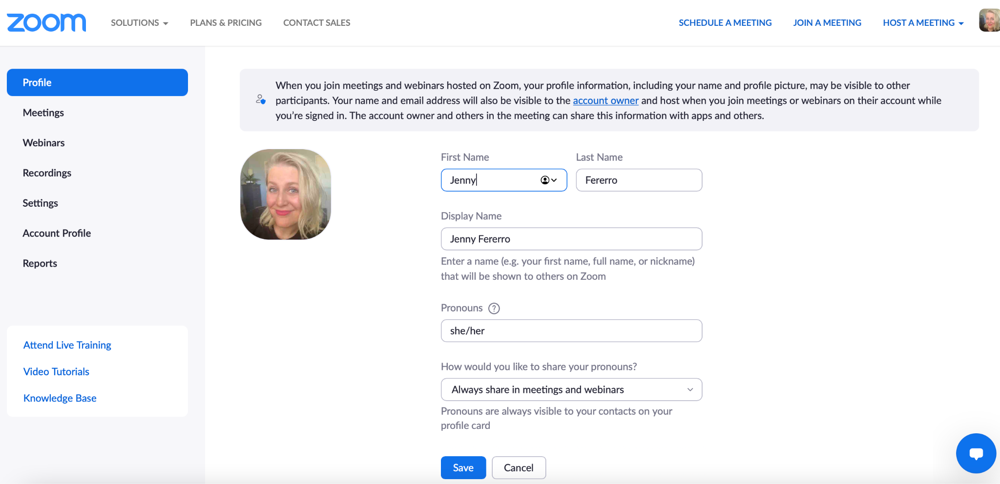 zoom
SOLUTIONS
PLANS & PRICING
CONTACT SALES
SCHEDULE A MEETING
JOIN A MEETING
HOST A MEETING
Profile
Meetings
Webinars
Recordings
Settings
Account Profile
Reports
Attend Live Training
Video Tutorials
Knowledge Base
When you join meetings and webinars hosted on Zoom, your profile information, including your name and profile picture, may be visible to other
participants. Your name and email address will also be visible to the account owner and host when you join meetings or webinars on their account while
you’re signed in. The account owner and others in the meeting can share this information with apps and others.
First Name
Last Name
Jenny
Fererro
Display Name
Jenny Fererro
Enter a name (e.g. your first name, full name, or nickname)
that will be shown to others on Zoom
Pronouns ?
she/her
How would you like to share your pronouns?
Always share in meetings and webinars
Pronouns are always visible to your contacts on your
profile card
Save
Cancel